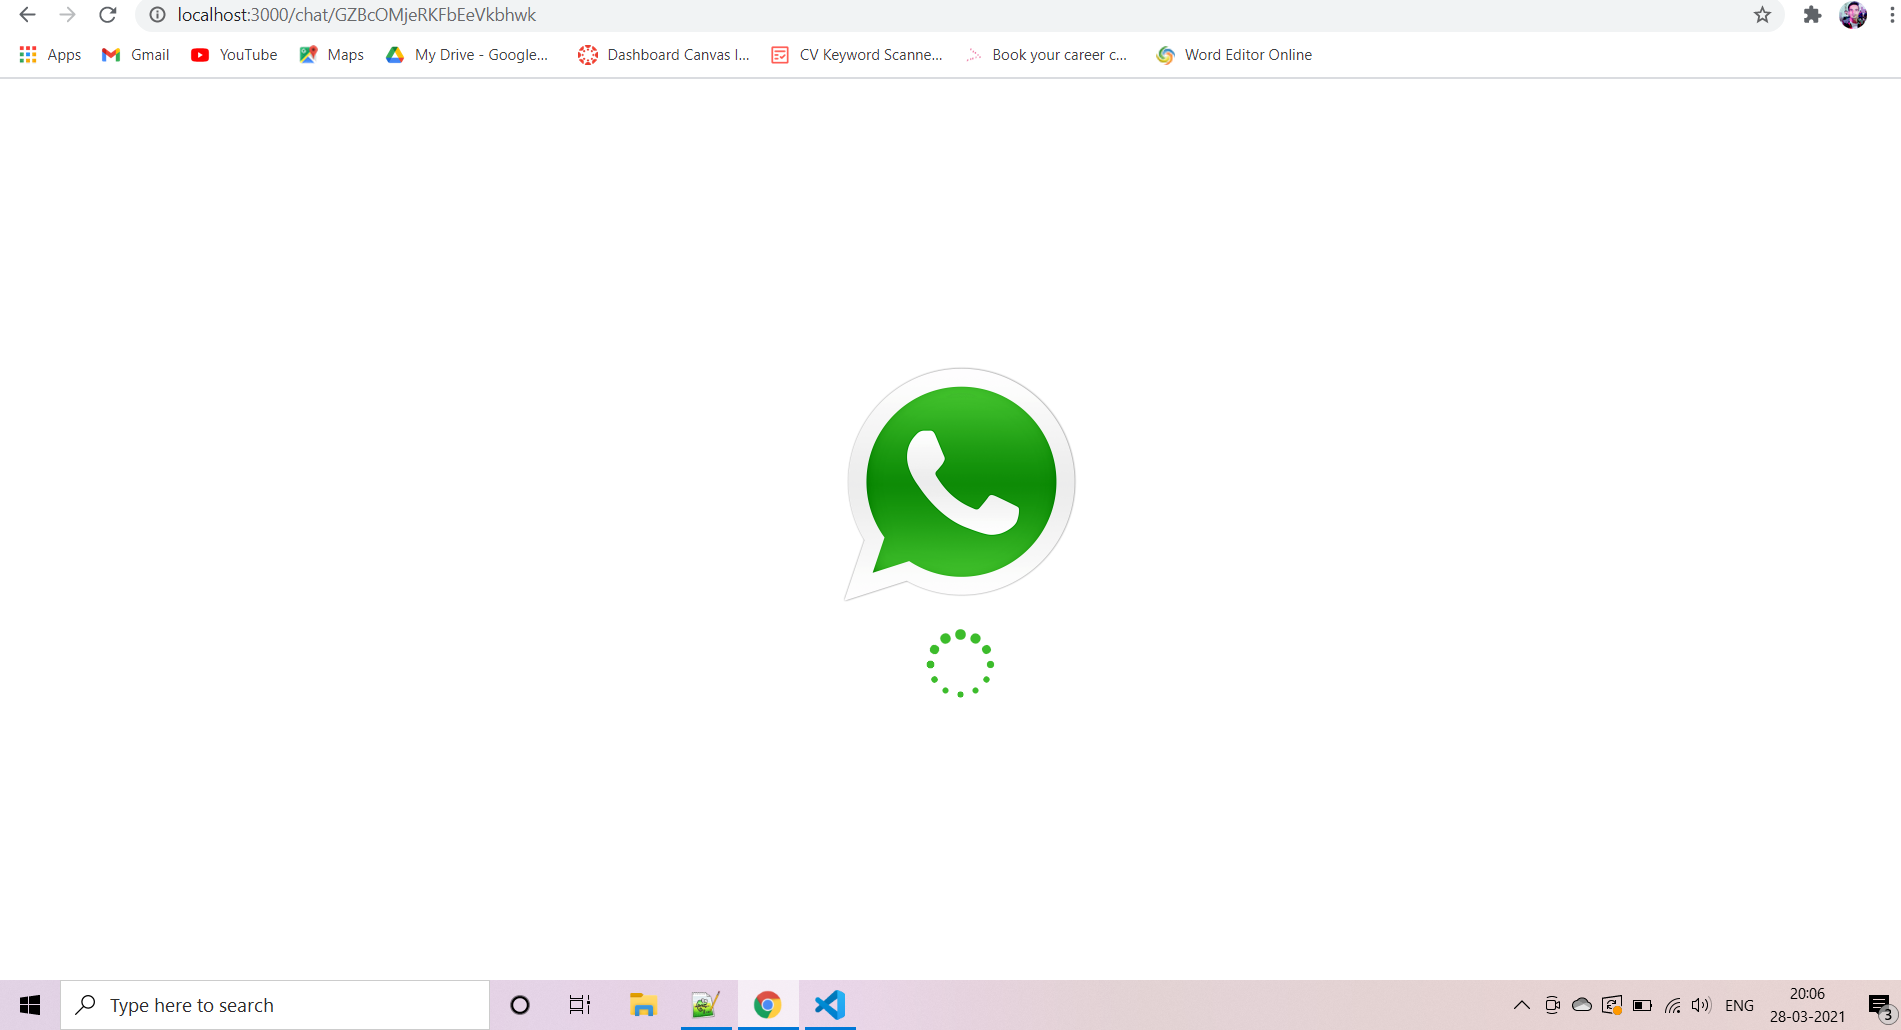 localhost:3000/chat/GZBcOMjeRKFbEeVkbhwk
Apps Gmail YouTube Maps My Drive - Google... Dashboard Canvas I... CV Keyword Scanne... Book your career c... Word Editor Online
Type here to search
ENG
20:06
28-03-2021
3